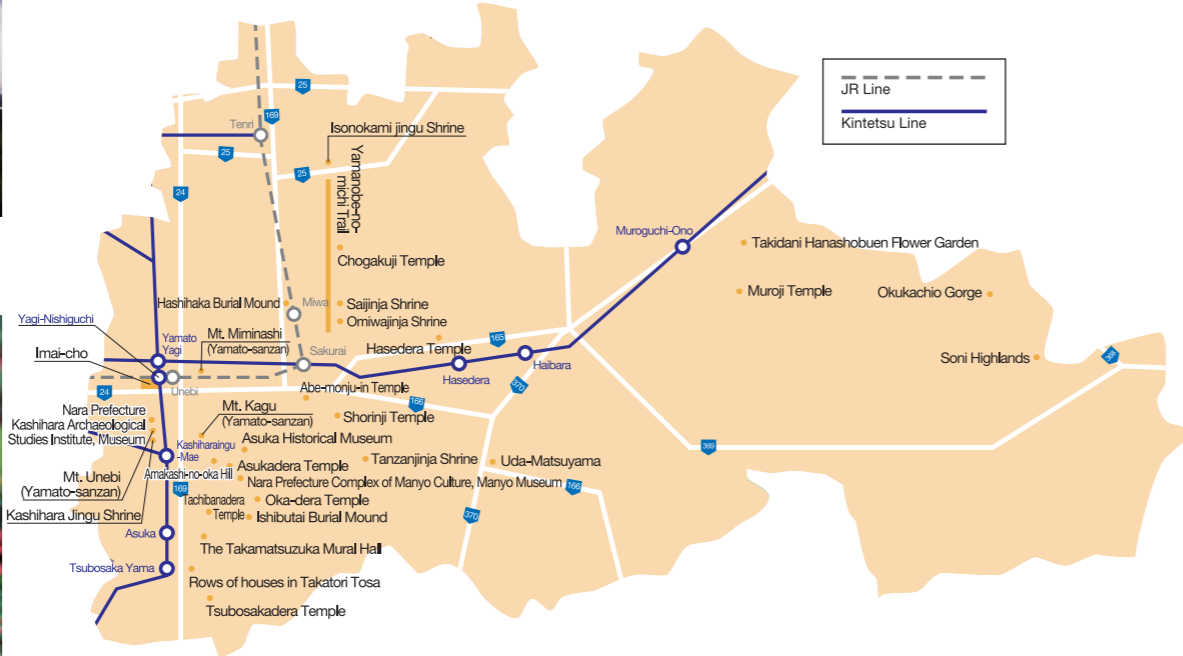 JR Line
Kintetsu Line
25
169
Tenri
Isonokami jingu Shrine
25
25
Yamanobe-no-
michi Trail
24
Muroguchi-Ono
Takidani Hanashobuen Flower Garden
Chogakuji Temple
Muroji Temple
Okukachio Gorge
Hashihaka Burial Mound
Miwa
Saijinja Shrine
Omiwajinja Shrine
Yagi-Nishiguchi
Yamato
Yagi
Mt. Miminashi
(Yamato-sanzan)
Sakurai
165
Hasedera Temple
Imai-cho
Haibara
Soni Highlands
368
Hasedera
370
24
Unebi
Abe-monju-in Temple
166
Nara Prefecture
Kashihara Archaeological
Studies Institute, Museum
Mt. Kagu
(Yamato-sanzan)
Shorinji Temple
Kashiharaingu
-Mae
Asuka Historical Museum
369
Tanzanjinja Shrine
Uda-Matsuyama
Amakashi-no-oka Hill
Asukadera Temple
Mt. Unebi
(Yamato-sanzan)
169
Nara Prefecture Complex of Manyo Culture, Manyo Museum
166
Tachibanadera
Temple
Oka-dera Temple
Kashihara Jingu Shrine
Ishibutai Burial Mound
370
Asuka
The Takamatsuzuka Mural Hall
Tsubosaka Yama
Rows of houses in Takatori Tosa
Tsubosakadera Temple